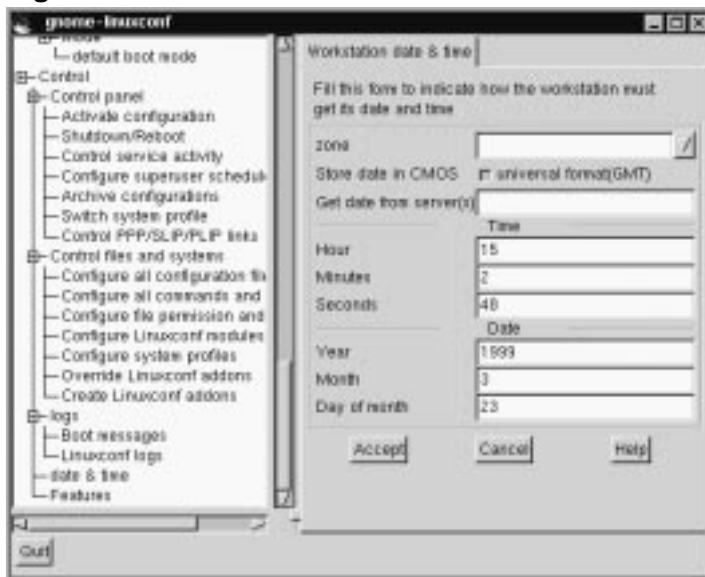 gnome-linuxconf
mode
default boot mode
Control
Control panel
Activate configuration
Shutdown/Reboot
Control service activity
Configure superuser schedul
Archive configurations
Switch system profile
Control PPP/SLIP/PLIP links
Control files and systems
Configure all configuration file
Configure all commands and
Configure file permission and
Configure Linuxconf modules
Configure system profiles
Override Linuxconf addons
Create Linuxconf addons
logs
Boot messages
Linuxconf logs
date & time
Features
Quit
Workstation date & time
Fill this form to indicate how the workstation must
get its date and time
zone
Store date in CMOS universal format(GMT)
Get date from server(s)
Time
Hour 15
Minutes 2
Seconds 48
Date
Year 1999
Month 3
Day of month 23
Accept Cancel Help